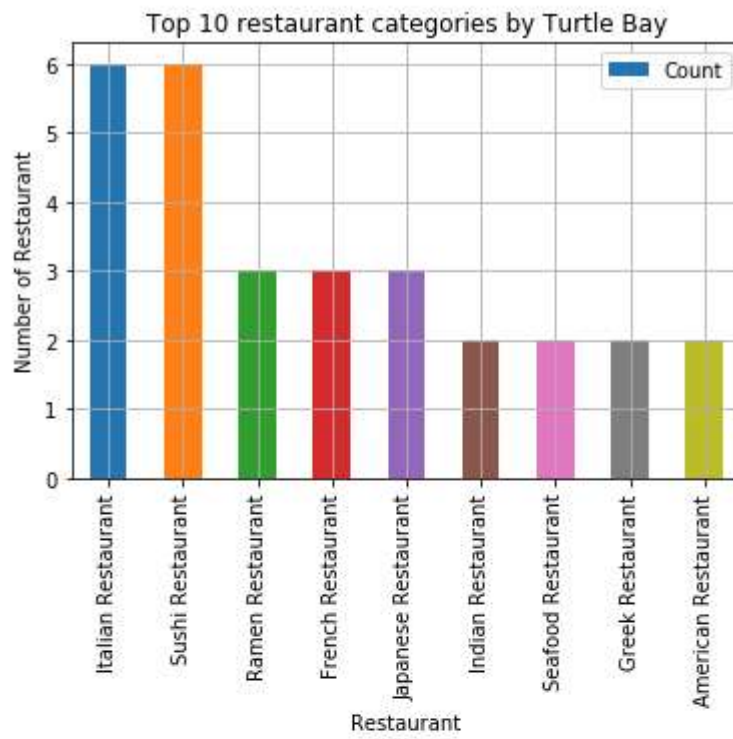 Top 10 restaurant categories by Turtle Bay
Count
Number of Restaurant
6
5
4
3
2
1
0
Italian Restaurant
Sushi Restaurant
Ramen Restaurant
French Restaurant
Japanese Restaurant
Indian Restaurant
Seafood Restaurant
Greek Restaurant
American Restaurant
Restaurant